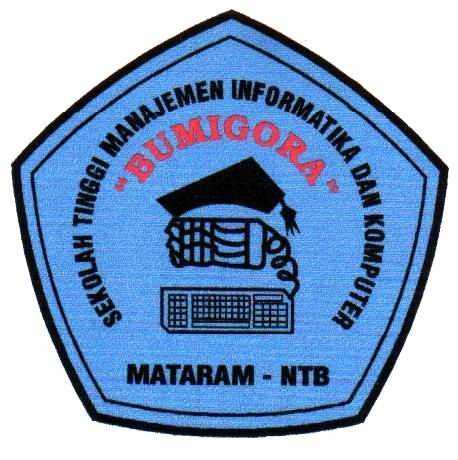 SEKOLAH TINGGI MANAJEMEN INFORMATIKA DAN KOMPUTER
"BUMIGORA"
MATARAM - NTB